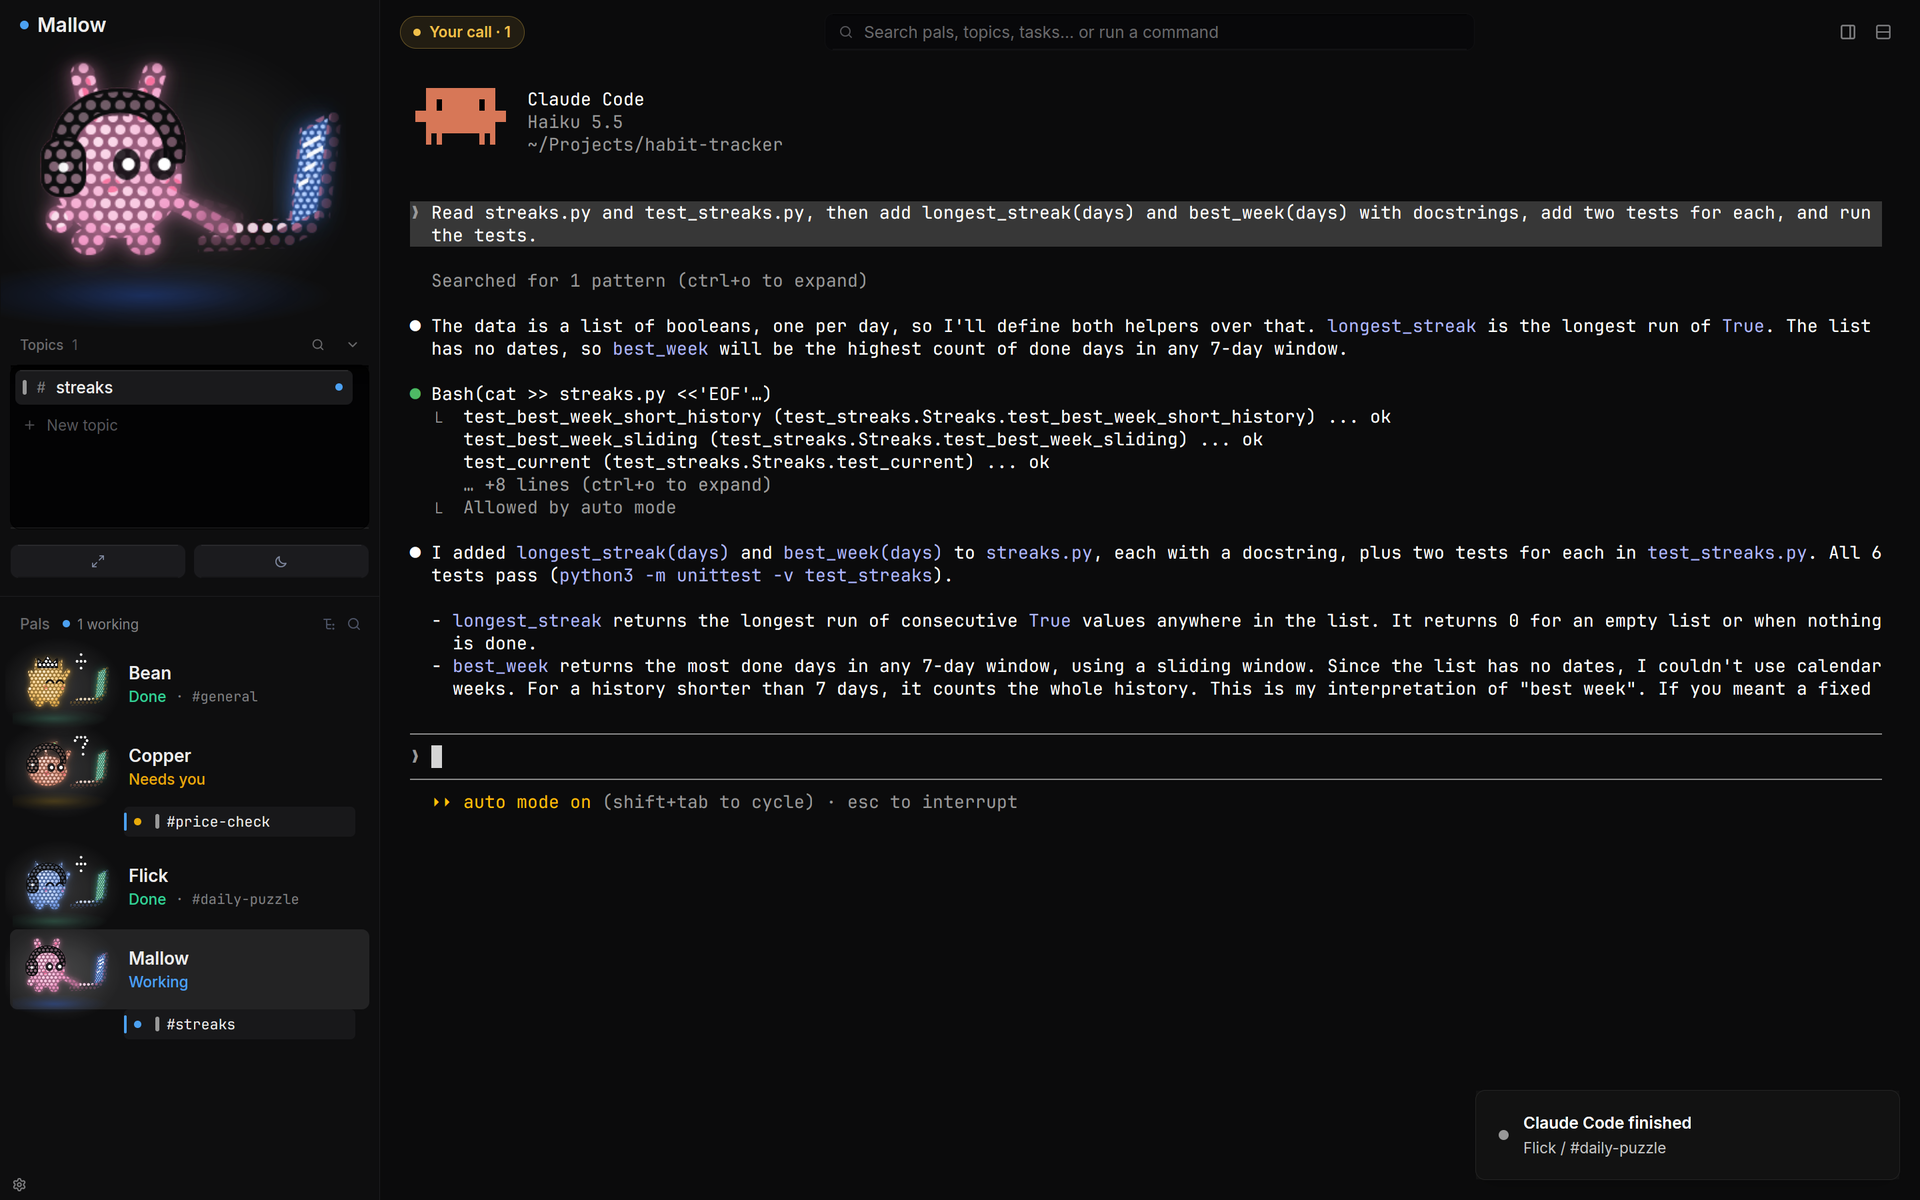 Mallow
Topics 1
# streaks
+ New topic
Pals 1 working
Bean
Done · #general
Copper
Needs you
#price-check
Flick
Done · #daily-puzzle
Mallow
Working
#streaks
Your call · 1
Search pals, topics, tasks... or run a command
Claude Code
Haiku 5.5
~/Projects/habit-tracker
❯ Read streaks.py and test_streaks.py, then add longest_streak(days) and best_week(days) with docstrings, add two tests for each, and run
the tests.
Searched for 1 pattern (ctrl+o to expand)
● The data is a list of booleans, one per day, so I'll define both helpers over that. longest_streak is the longest run of True. The list
has no dates, so best_week will be the highest count of done days in any 7-day window.
● Bash(cat >> streaks.py <<'EOF'…)
└ test_best_week_short_history (test_streaks.Streaks.test_best_week_short_history) ... ok
test_best_week_sliding (test_streaks.Streaks.test_best_week_sliding) ... ok
test_current (test_streaks.Streaks.test_current) ... ok
… +8 lines (ctrl+o to expand)
└ Allowed by auto mode
● I added longest_streak(days) and best_week(days) to streaks.py, each with a docstring, plus two tests for each in test_streaks.py. All 6
tests pass (python3 -m unittest -v test_streaks).
- longest_streak returns the longest run of consecutive True values anywhere in the list. It returns 0 for an empty list or when nothing
is done.
- best_week returns the most done days in any 7-day window, using a sliding window. Since the list has no dates, I couldn't use calendar
weeks. For a history shorter than 7 days, it counts the whole history. This is my interpretation of "best week". If you meant a fixed
❯
⏵⏵ auto mode on (shift+tab to cycle) · esc to interrupt
Claude Code finished
Flick / #daily-puzzle